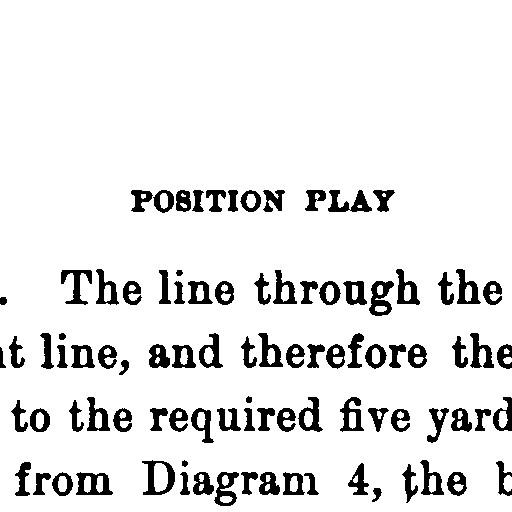 POSITION PLAY
. The line through the
t line, and therefore the
to the required five yard
from Diagram 4, the b